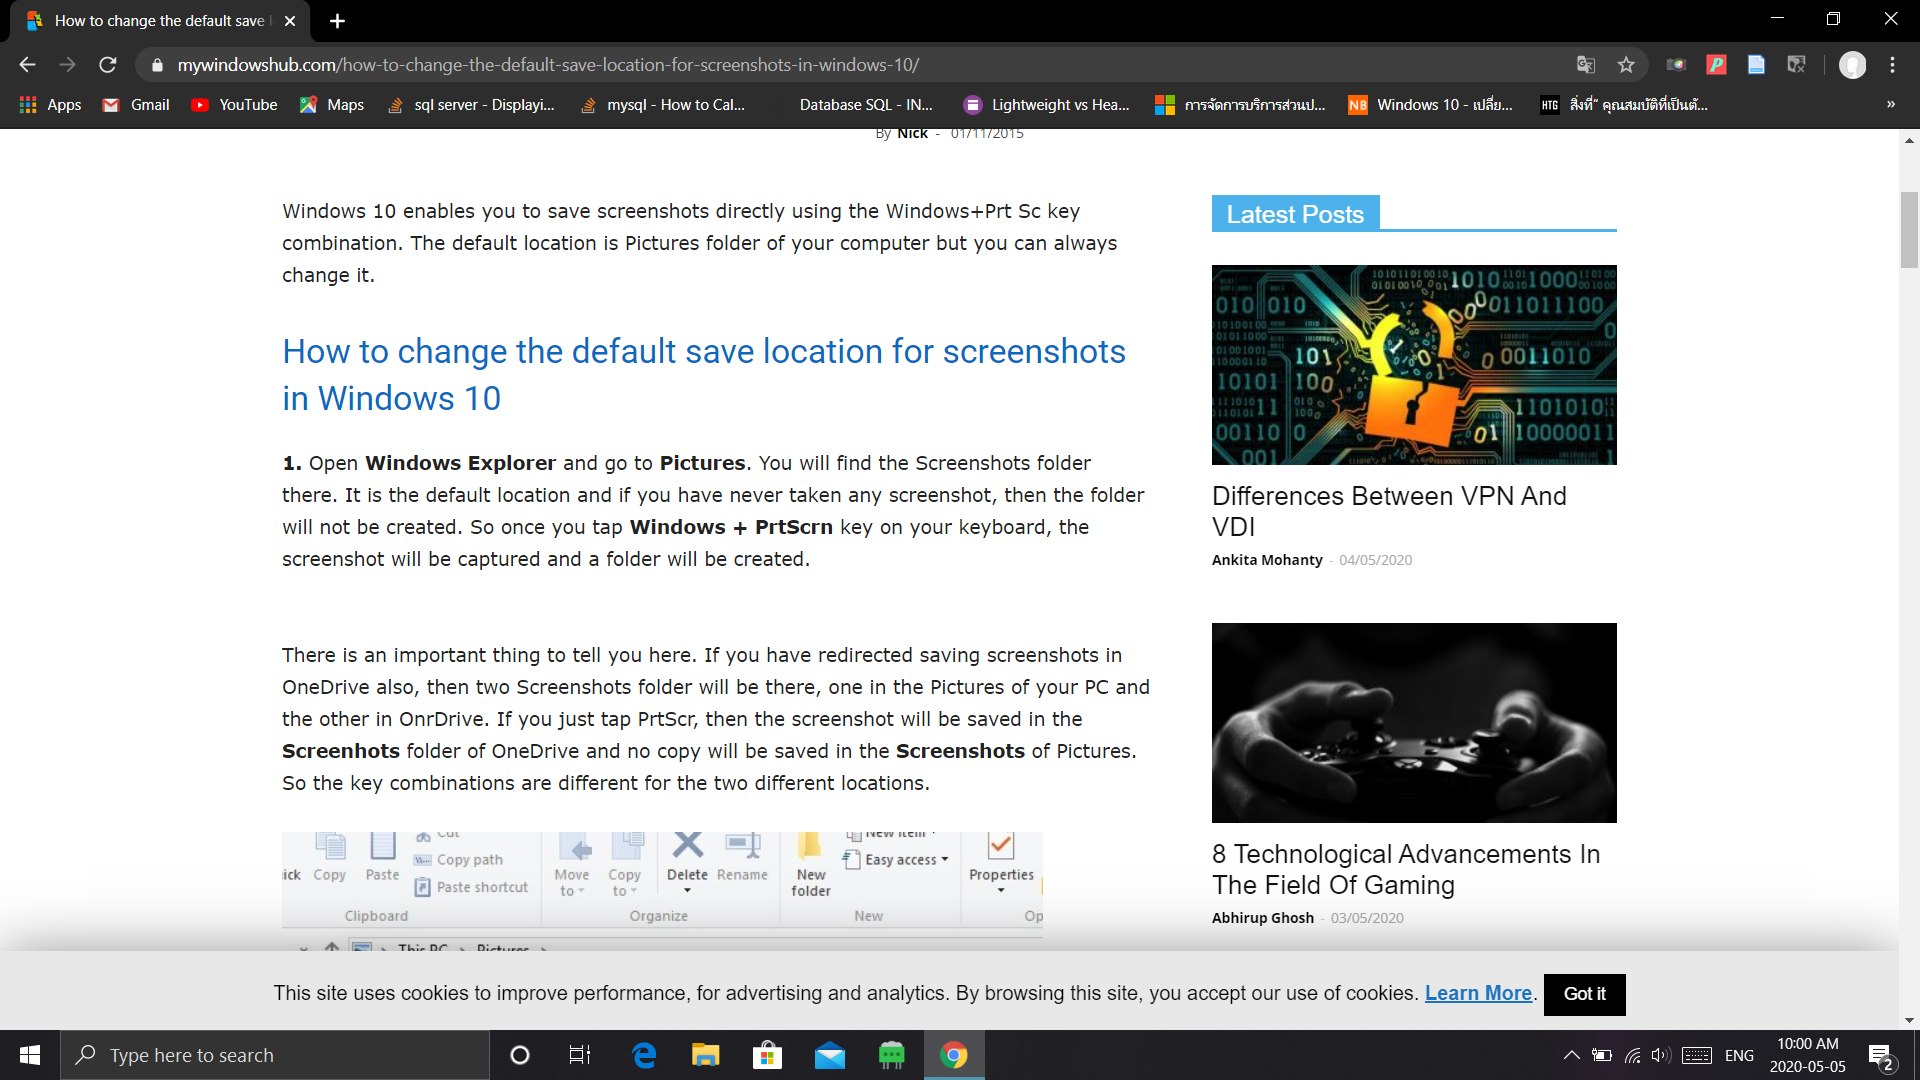 How to change the default save l
mywindowshub.com/how-to-change-the-default-save-location-for-screenshots-in-windows-10/
Apps Gmail YouTube Maps sql server - Displayi... mysql - How to Cal... Database SQL - IN... Lightweight vs Hea... การจัดการบริการส่วนป... NB Windows 10 - เปลี่ย... HTG สิ่งที่“ คุณสมบัติที่เป็นตั... »
By Nick - 01/11/2015
Windows 10 enables you to save screenshots directly using the Windows+Prt Sc key
combination. The default location is Pictures folder of your computer but you can always
change it.
How to change the default save location for screenshots
in Windows 10
1. Open Windows Explorer and go to Pictures. You will find the Screenshots folder
there. It is the default location and if you have never taken any screenshot, then the folder
will not be created. So once you tap Windows + PrtScrn key on your keyboard, the
screenshot will be captured and a folder will be created.
There is an important thing to tell you here. If you have redirected saving screenshots in
OneDrive also, then two Screenshots folder will be there, one in the Pictures of your PC and
the other in OnrDrive. If you just tap PrtScr, then the screenshot will be saved in the
Screenhots folder of OneDrive and no copy will be saved in the Screenshots of Pictures.
So the key combinations are different for the two different locations.
Cut New item
Copy path Easy access
ick Copy Paste Move Copy Delete Rename New Properties
Paste shortcut to to folder
Clipboard Organize New Op
This PC Pictures
Latest Posts
Differences Between VPN And
VDI
Ankita Mohanty - 04/05/2020
8 Technological Advancements In
The Field Of Gaming
Abhirup Ghosh - 03/05/2020
This site uses cookies to improve performance, for advertising and analytics. By browsing this site, you accept our use of cookies. Learn More. Got it
Type here to search
ENG
10:00 AM
2020-05-05
2